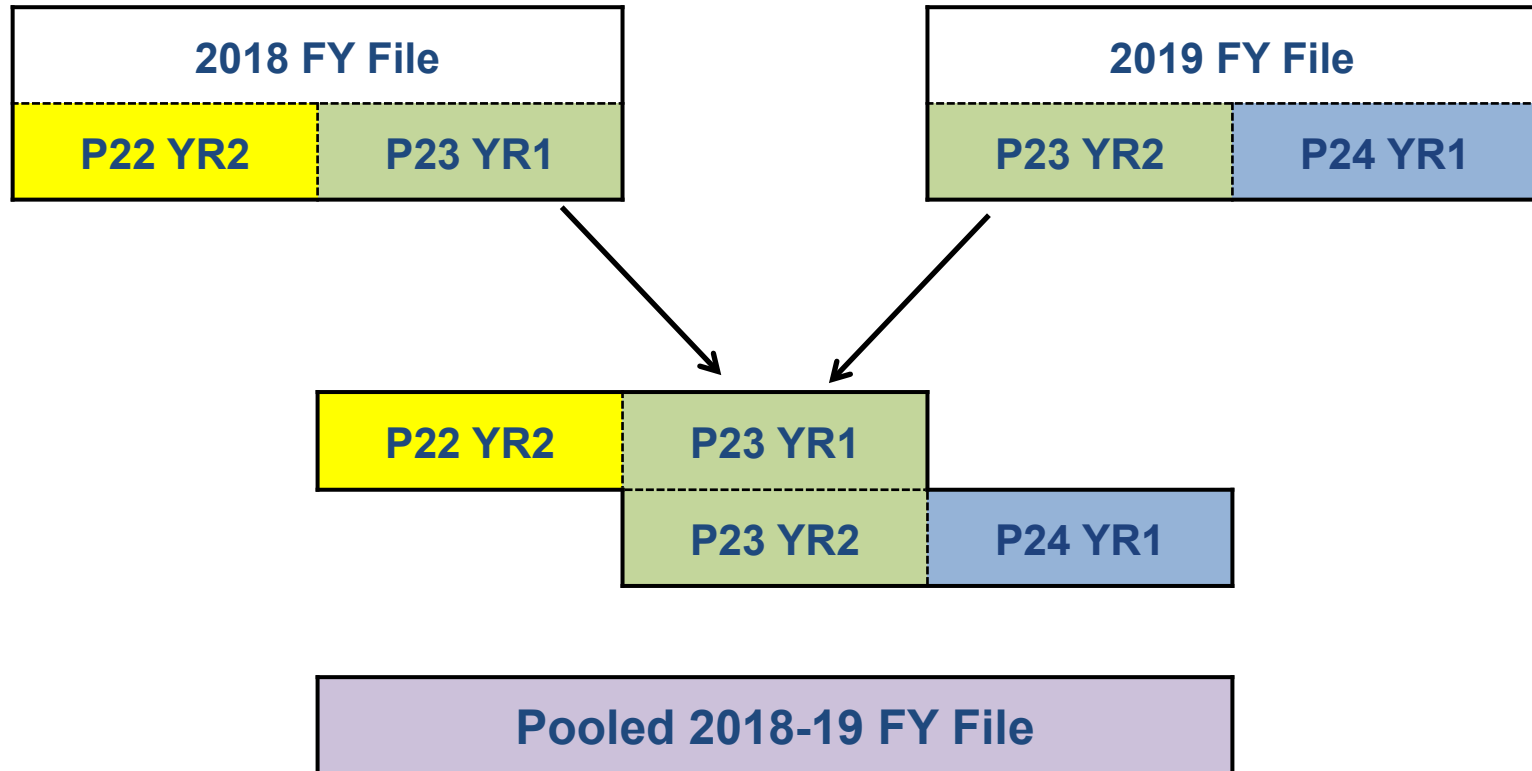 2018 FY File
2019 FY File
P22 YR2
P23 YR1
P23 YR2
P24 YR1
P22 YR2
P23 YR1
P23 YR2
P24 YR1
Pooled 2018-19 FY File